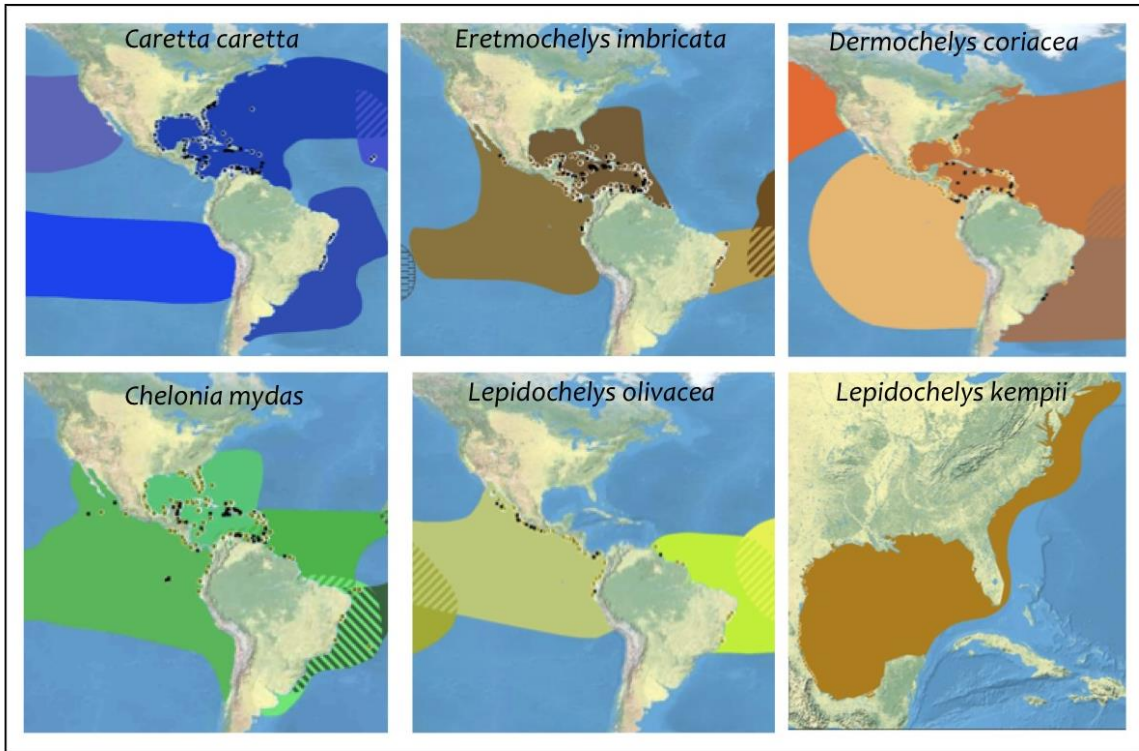 Caretta caretta
Eretmochelys imbricata
Dermochelys coriacea
Chelonia mydas
Lepidochelys olivacea
Lepidochelys kempii